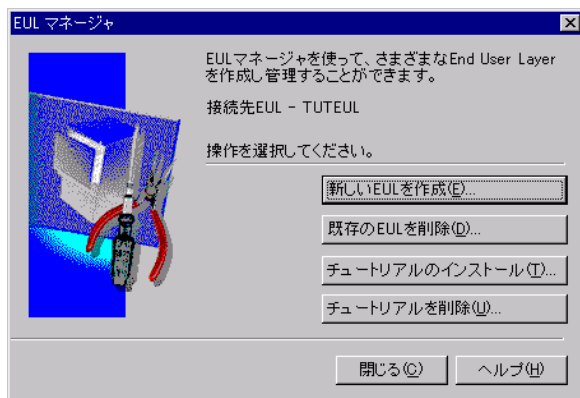 EUL マネージャ
EULマネージャを使って、さまざまなEnd User Layer
を作成し管理することができます。
接続先EUL - TUTEUL
操作を選択してください。
新しいEULを作成(E)...
既存のEULを削除(D)...
チュートリアルのインストール(T)...
チュートリアルを削除(U)...
閉じる(C)
ヘルプ(H)